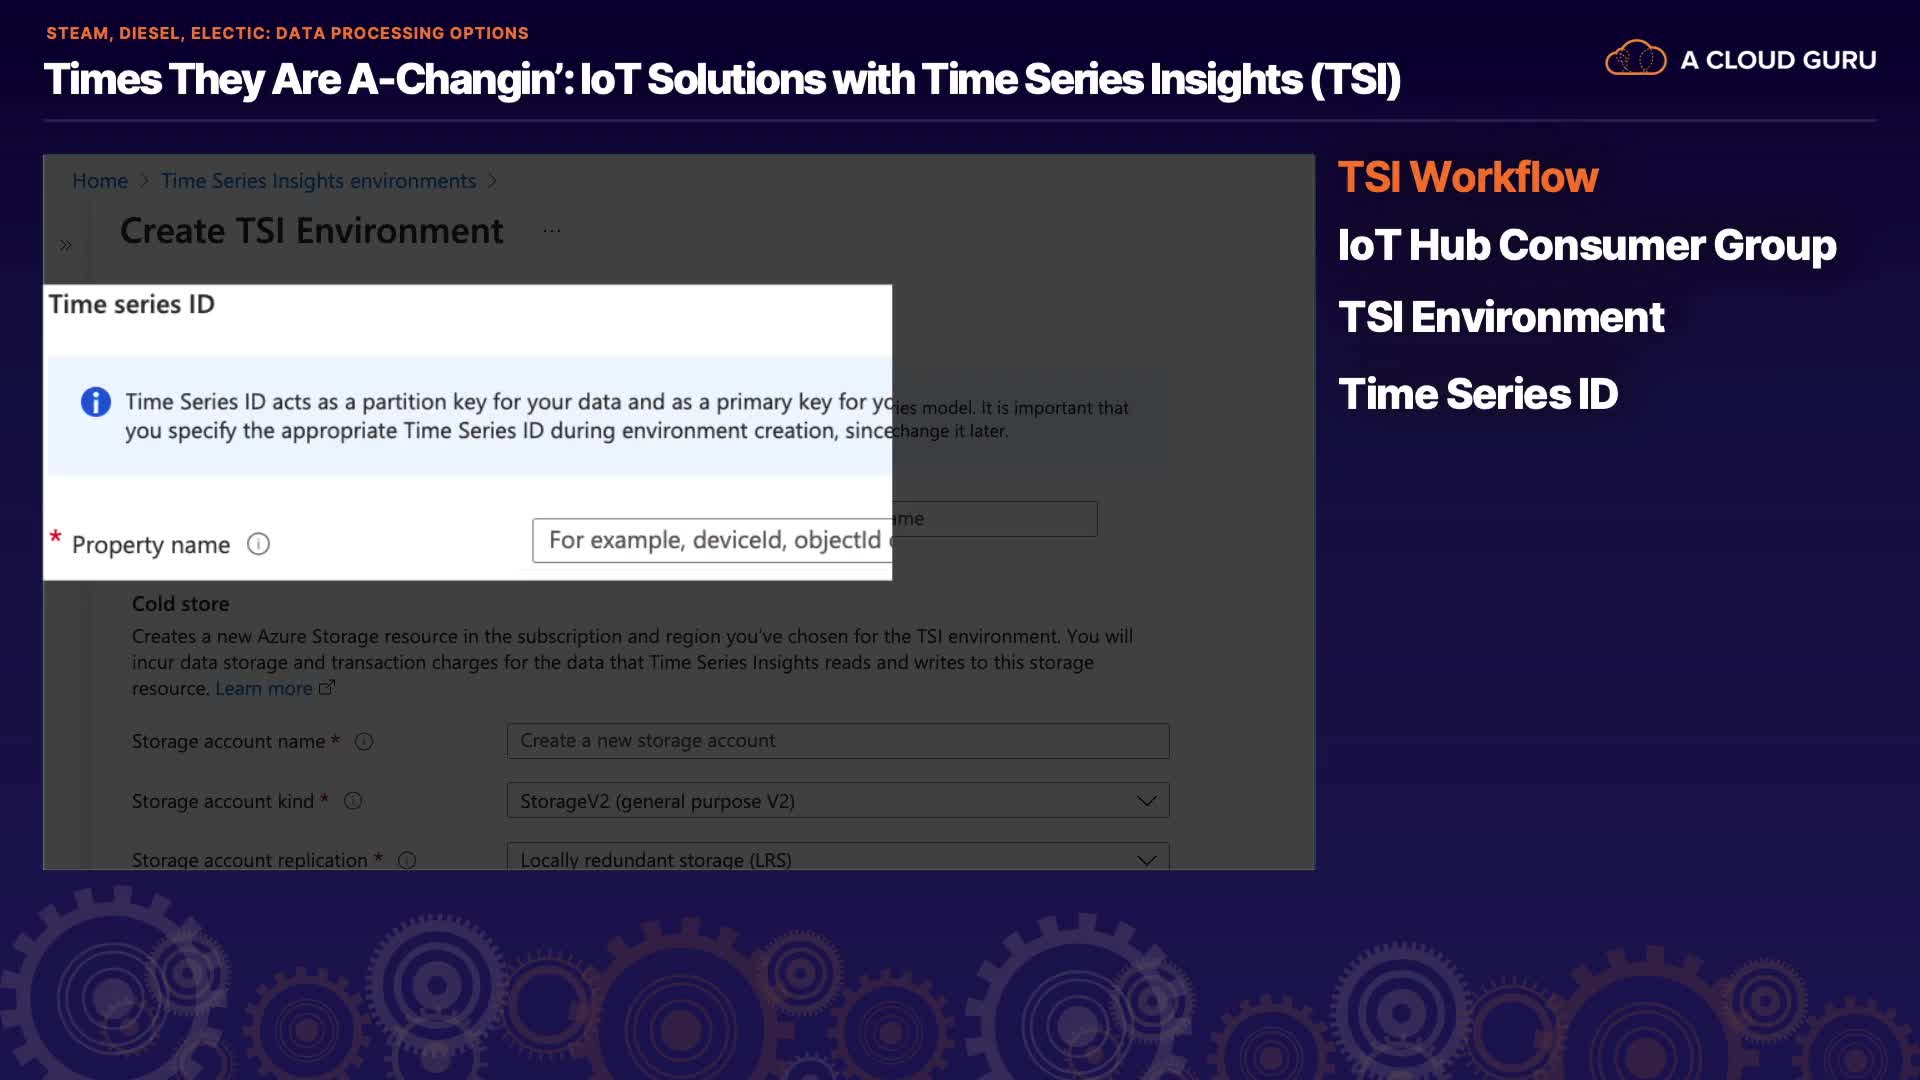 STEAM, DIESEL, ELECTIC: DATA PROCESSING OPTIONS
Times They Are A-Changin’: IoT Solutions with Time Series Insights (TSI)
A CLOUD GURU
Home > Time Series Insights environments >
Create TSI Environment ...
Time series ID
Time Series ID acts as a partition key for your data and as a primary key for yo
ies model. It is important that
you specify the appropriate Time Series ID during environment creation, since
change it later.
* Property name
For example, deviceId, objectId
Cold store
Creates a new Azure Storage resource in the subscription and region you've chosen for the TSI environment. You will
incur data storage and transaction charges for the data that Time Series Insights reads and writes to this storage
resource. Learn more
Storage account name *
Create a new storage account
Storage account kind *
StorageV2 (general purpose V2)
Storage account replication *
Locally redundant storage (LRS)
TSI Workflow
IoT Hub Consumer Group
TSI Environment
Time Series ID